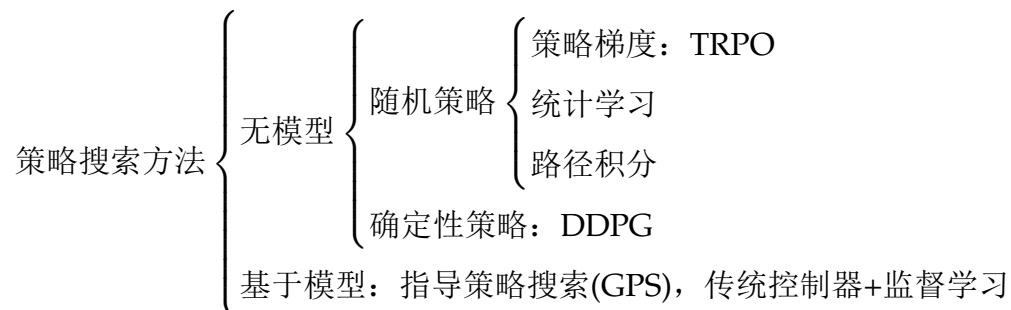 策略梯度：TRPO
随机策略
统计学习
无模型
路径积分
策略搜索方法
确定性策略：DDPG
基于模型：指导策略搜索(GPS)，传统控制器+监督学习